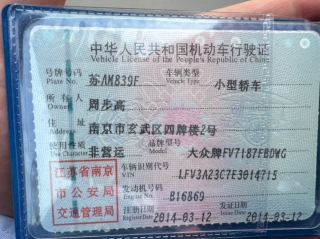 中华人民共和国机动车行驶证
Vehicle License of the People's Republic of China
号牌号码 苏AM839F 车辆类型 小型轿车
Plate No. Vehicle Type
所有人 周步高
Owner
住址 南京市玄武区四牌楼2号
Address
使用性质 非营运 品牌型号 大众牌FV7187FBDWG
Use Character
江苏省南京市公安局交通管理局
车辆识别代号 LFV3A23C7E3014715
VIN
发动机号码 B16869
Engine No.
注册日期 2014-03-12 发证日期 2014-03-12
Register Date Issue Date